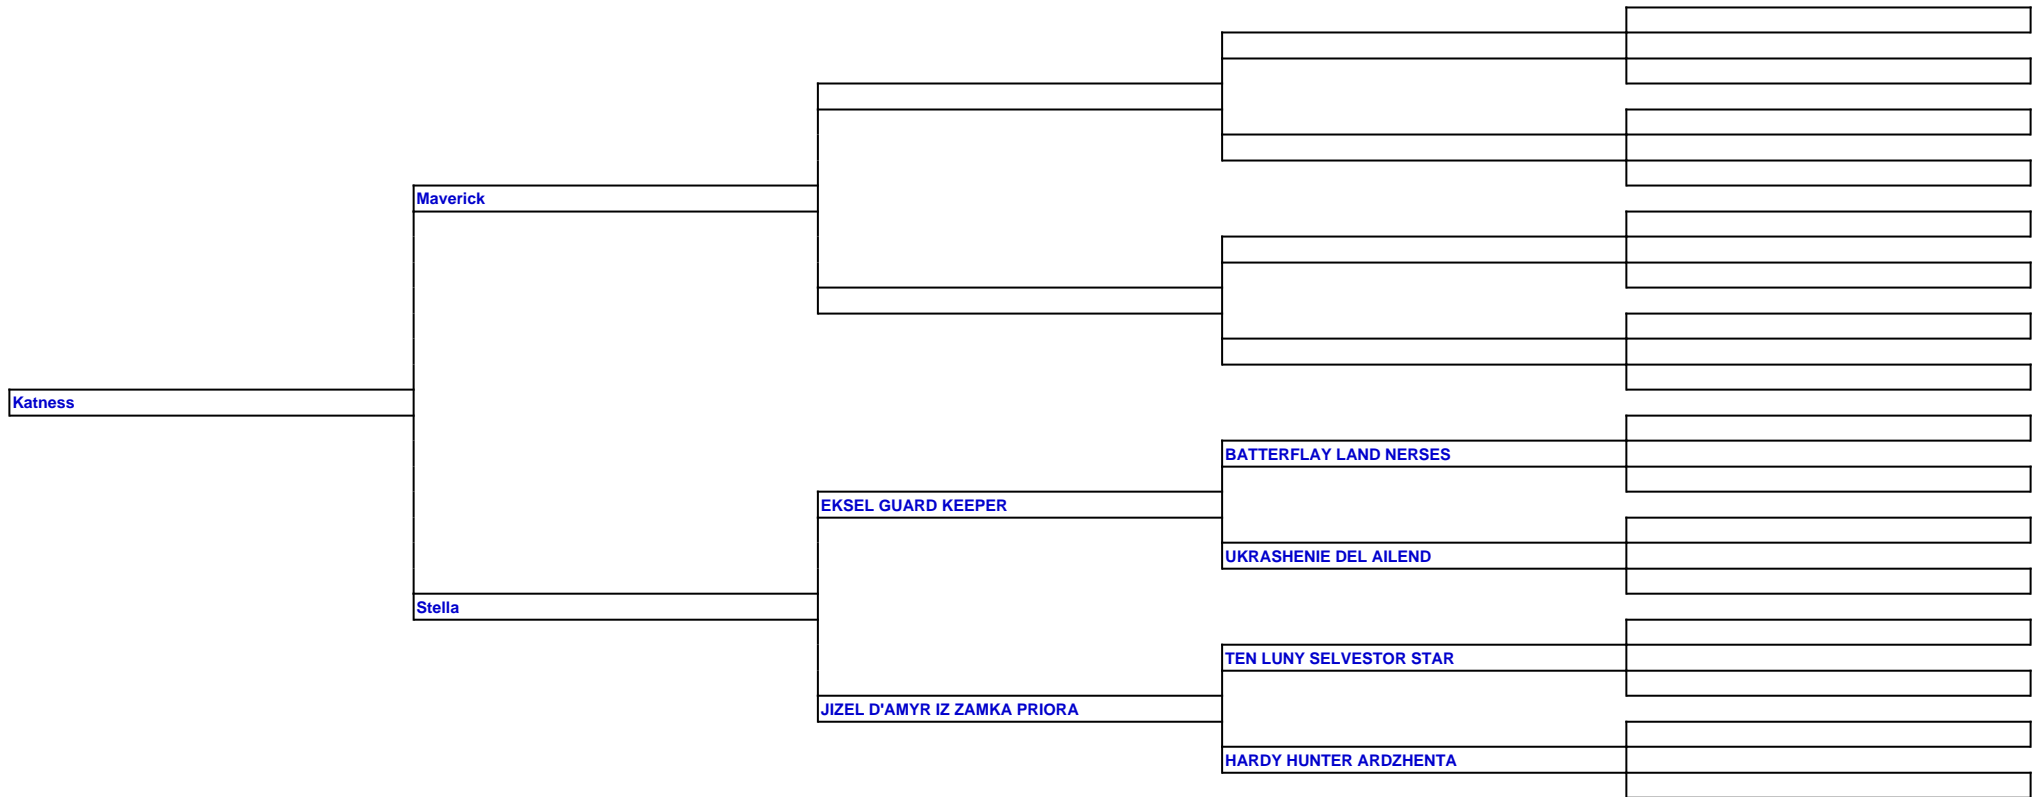 Maverick
Katness
BATTERFLAY LAND NERSES
EKSEL GUARD KEEPER
UKRASHENIE DEL AILEND
Stella
TEN LUNY SELVESTOR STAR
JIZEL D'AMYR IZ ZAMKA PRIORA
HARDY HUNTER ARDZHENTA